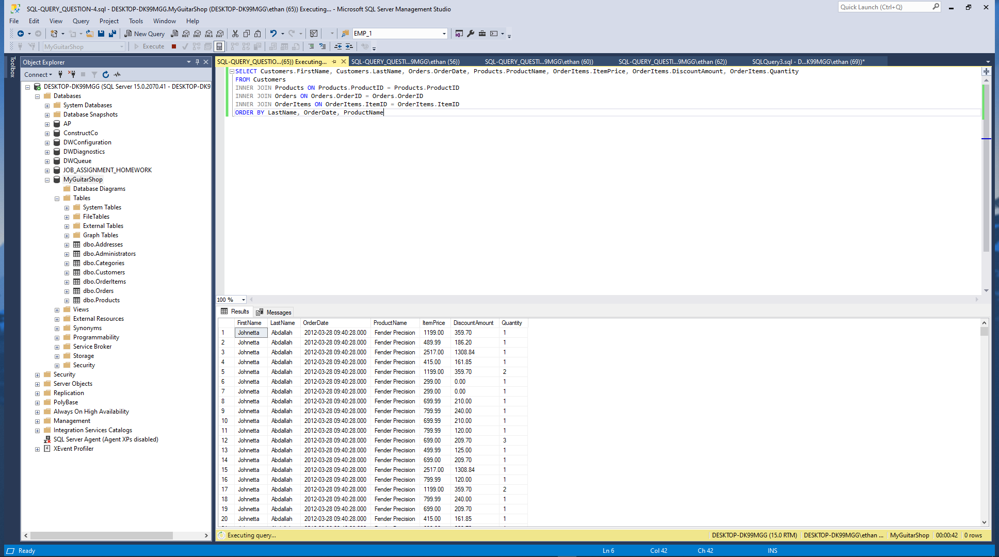 SQL-QUERY_QUESTION-4.sql - DESKTOP-DK99MGG.MyGuitarShop (DESKTOP-DK99MGG\ethan (65)) Executing... - Microsoft SQL Server Management Studio
Quick Launch (Ctrl+Q)
File Edit View Query Project Tools Window Help
New Query MDX DMX XMLA DAX EMP_1
MyGuitarShop Execute
Toolbox
Object Explorer
Connect
DESKTOP-DK99MGG (SQL Server 15.0.2070.41 - DESKTOP-DK9
Databases
System Databases
Database Snapshots
AP
ConstructCo
DWConfiguration
DWDiagnostics
DWQueue
JOB_ASSIGNMENT_HOMEWORK
MyGuitarShop
Database Diagrams
Tables
System Tables
FileTables
External Tables
Graph Tables
dbo.Addresses
dbo.Administrators
dbo.Categories
dbo.Customers
dbo.OrderItems
dbo.Orders
dbo.Products
Views
External Resources
Synonyms
Programmability
Service Broker
Storage
Security
Security
Server Objects
Replication
PolyBase
Always On High Availability
Management
Integration Services Catalogs
SQL Server Agent (Agent XPs disabled)
XEvent Profiler
SQL-QUERY_QUESTIO...(65)) Executing... SQL-QUERY_QUESTI...9MGG\ethan (56)) SQL-QUERY_QUESTI...9MGG\ethan (60)) SQL-QUERY_QUESTI...9MGG\ethan (62)) SQLQuery3.sql - D...K99MGG\ethan (69))*
SELECT Customers.FirstName, Customers.LastName, Orders.OrderDate, Products.ProductName, OrderItems.ItemPrice, OrderItems.DiscountAmount, OrderItems.Quantity
FROM Customers
INNER JOIN Products ON Products.ProductID = Products.ProductID
INNER JOIN Orders ON Orders.OrderID = Orders.OrderID
INNER JOIN OrderItems ON OrderItems.ItemID = OrderItems.ItemID
ORDER BY LastName, OrderDate, ProductName
100 %
Results Messages
FirstName LastName OrderDate ProductName ItemPrice DiscountAmount Quantity
1 Johnetta Abdallah 2012-03-28 09:40:28.000 Fender Precision 1199.00 359.70 1
2 Johnetta Abdallah 2012-03-28 09:40:28.000 Fender Precision 489.99 186.20 1
3 Johnetta Abdallah 2012-03-28 09:40:28.000 Fender Precision 2517.00 1308.84 1
4 Johnetta Abdallah 2012-03-28 09:40:28.000 Fender Precision 415.00 161.85 1
5 Johnetta Abdallah 2012-03-28 09:40:28.000 Fender Precision 1199.00 359.70 2
6 Johnetta Abdallah 2012-03-28 09:40:28.000 Fender Precision 299.00 0.00 1
7 Johnetta Abdallah 2012-03-28 09:40:28.000 Fender Precision 299.00 0.00 1
8 Johnetta Abdallah 2012-03-28 09:40:28.000 Fender Precision 699.99 210.00 1
9 Johnetta Abdallah 2012-03-28 09:40:28.000 Fender Precision 799.99 240.00 1
10 Johnetta Abdallah 2012-03-28 09:40:28.000 Fender Precision 699.99 210.00 1
11 Johnetta Abdallah 2012-03-28 09:40:28.000 Fender Precision 799.99 120.00 1
12 Johnetta Abdallah 2012-03-28 09:40:28.000 Fender Precision 699.00 209.70 3
13 Johnetta Abdallah 2012-03-28 09:40:28.000 Fender Precision 499.99 125.00 1
14 Johnetta Abdallah 2012-03-28 09:40:28.000 Fender Precision 699.00 209.70 1
15 Johnetta Abdallah 2012-03-28 09:40:28.000 Fender Precision 2517.00 1308.84 1
16 Johnetta Abdallah 2012-03-28 09:40:28.000 Fender Precision 799.99 120.00 1
17 Johnetta Abdallah 2012-03-28 09:40:28.000 Fender Precision 1199.00 359.70 2
18 Johnetta Abdallah 2012-03-28 09:40:28.000 Fender Precision 799.99 240.00 1
19 Johnetta Abdallah 2012-03-28 09:40:28.000 Fender Precision 699.00 209.70 1
20 Johnetta Abdallah 2012-03-28 09:40:28.000 Fender Precision 415.00 161.85 1
Executing query... DESKTOP-DK99MGG (15.0 RTM) DESKTOP-DK99MGG\ethan ... MyGuitarShop 00:00:42 0 rows
Ready Ln 6 Col 42 Ch 42 INS